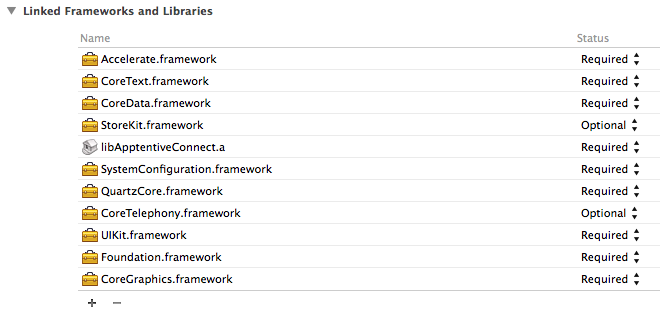 Linked Frameworks and Libraries
Name Status
Accelerate.framework Required
CoreText.framework Required
CoreData.framework Required
StoreKit.framework Optional
libApptentiveConnect.a Required
SystemConfiguration.framework Required
QuartzCore.framework Required
CoreTelephony.framework Optional
UIKit.framework Required
Foundation.framework Required
CoreGraphics.framework Required